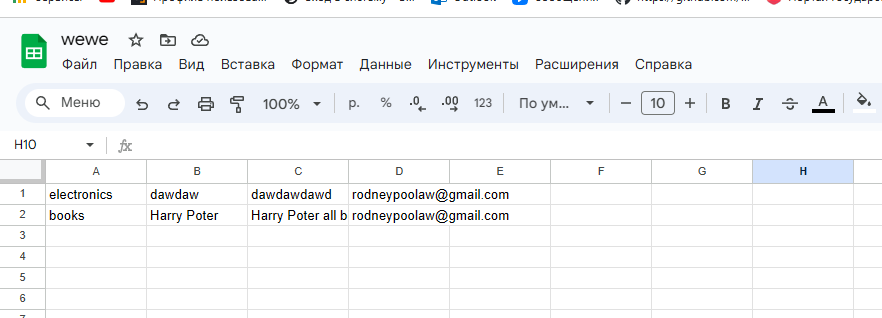 wewe
Файл Правка Вид Вставка Формат Данные Инструменты Расширения Справка
Меню 100% р. % .0 .00 123 По ум... 10 B I S A
H10 fx
A B C D E F G H
1 electronics dawdaw dawdawdawd rodneypoolaw@gmail.com
2 books Harry Poter Harry Poter all b rodneypoolaw@gmail.com
3
4
5
6